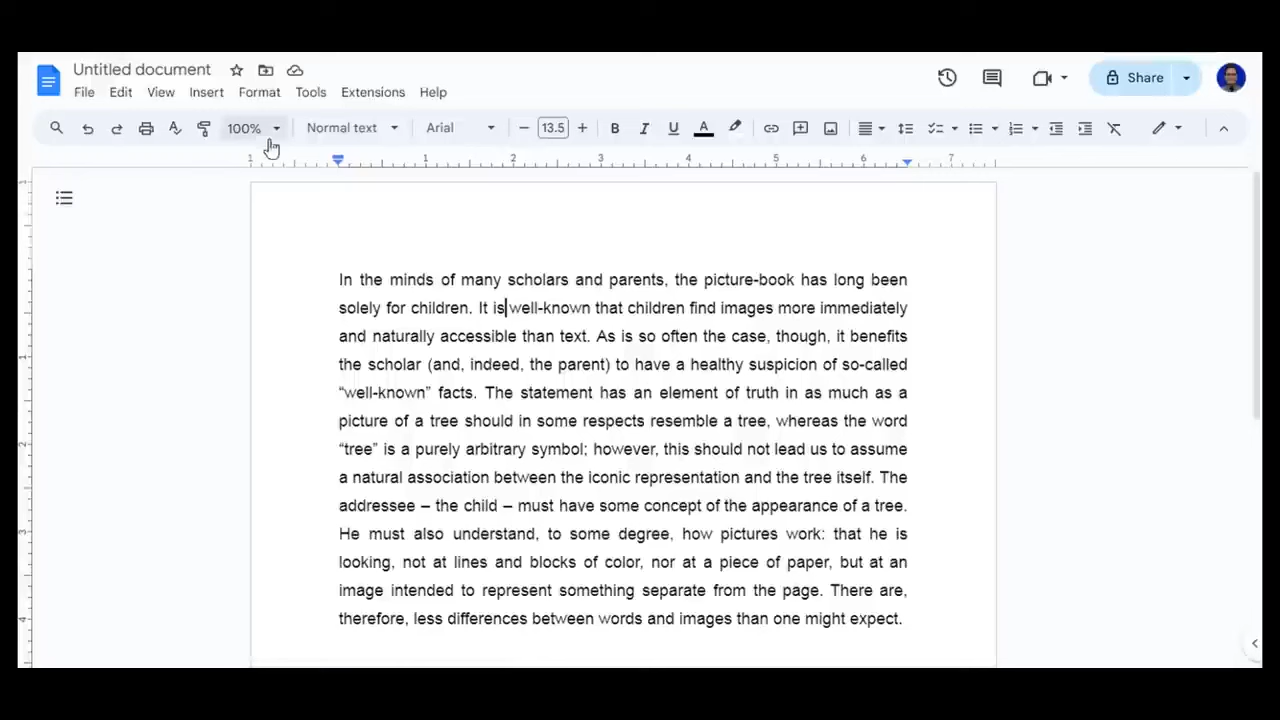 Untitled document
File Edit View Insert Format Tools Extensions Help
Share
100% Normal text Arial 13.5 B I U A
1 1 2 3 4 5 6 7
In the minds of many scholars and parents, the picture-book has long been
solely for children. It is well-known that children find images more immediately
and naturally accessible than text. As is so often the case, though, it benefits
the scholar (and, indeed, the parent) to have a healthy suspicion of so-called
“well-known” facts. The statement has an element of truth in as much as a
picture of a tree should in some respects resemble a tree, whereas the word
“tree” is a purely arbitrary symbol; however, this should not lead us to assume
a natural association between the iconic representation and the tree itself. The
addressee – the child – must have some concept of the appearance of a tree.
He must also understand, to some degree, how pictures work: that he is
looking, not at lines and blocks of color, nor at a piece of paper, but at an
image intended to represent something separate from the page. There are,
therefore, less differences between words and images than one might expect.